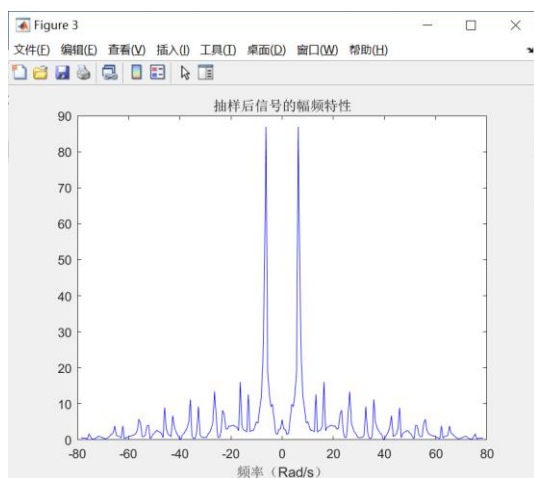 Figure 3
文件(F) 编辑(E) 查看(V) 插入(I) 工具(T) 桌面(D) 窗口(W) 帮助(H)
抽样后信号的幅频特性
90
80
70
60
50
40
30
20
10
0
-80 -60 -40 -20 0 20 40 60 80
频率（Rad/s）